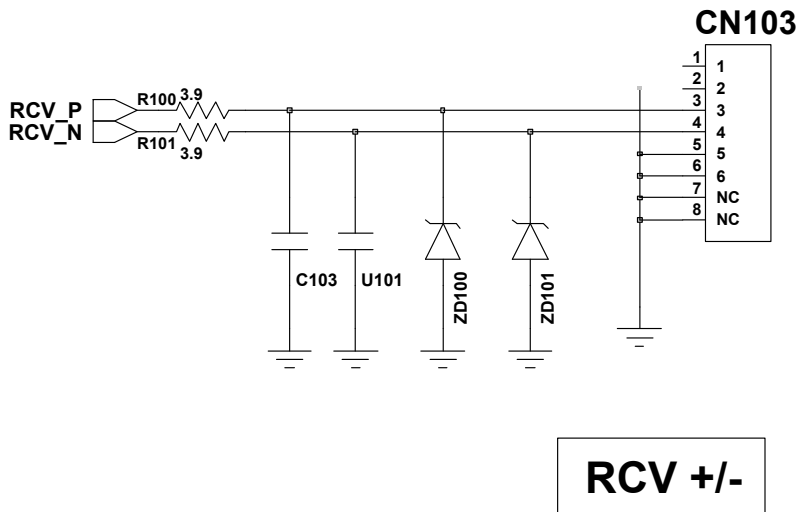 CN103
1 1
2 2
RCV_P R100 3.9 3 3
RCV_N R101 3.9 4 4
5 5
6 6
7 NC
8 NC
C103 U101 ZD100 ZD101
RCV +/-